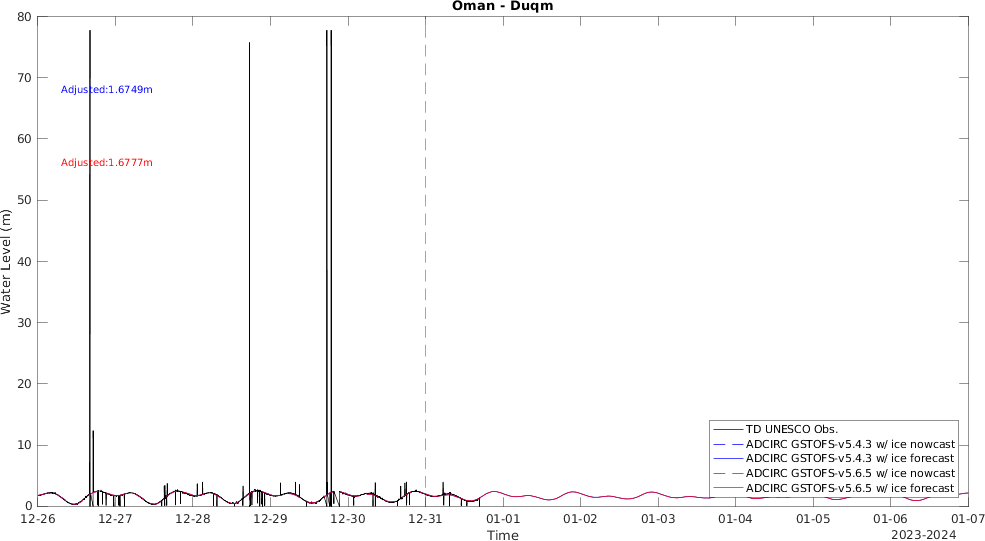 Oman - Duqm
80
70
60
50
40
30
20
10
0
Water Level (m)
Adjusted:1.6749m
Adjusted:1.6777m
TD UNESCO Obs.
ADCIRC GSTOFS-v5.4.3 w/ ice nowcast
ADCIRC GSTOFS-v5.4.3 w/ ice forecast
ADCIRC GSTOFS-v5.6.5 w/ ice nowcast
ADCIRC GSTOFS-v5.6.5 w/ ice forecast
12-26 12-27 12-28 12-29 12-30 12-31 01-01 01-02 01-03 01-04 01-05 01-06 01-07
Time
2023-2024